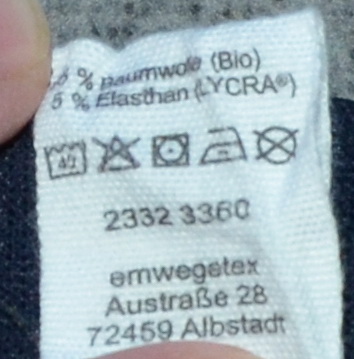 % Baumwolle (Bio)
5 % Elasthan (LYCRA®)
2332 3360
emwegetex
Austraße 28
72459 Albstadt